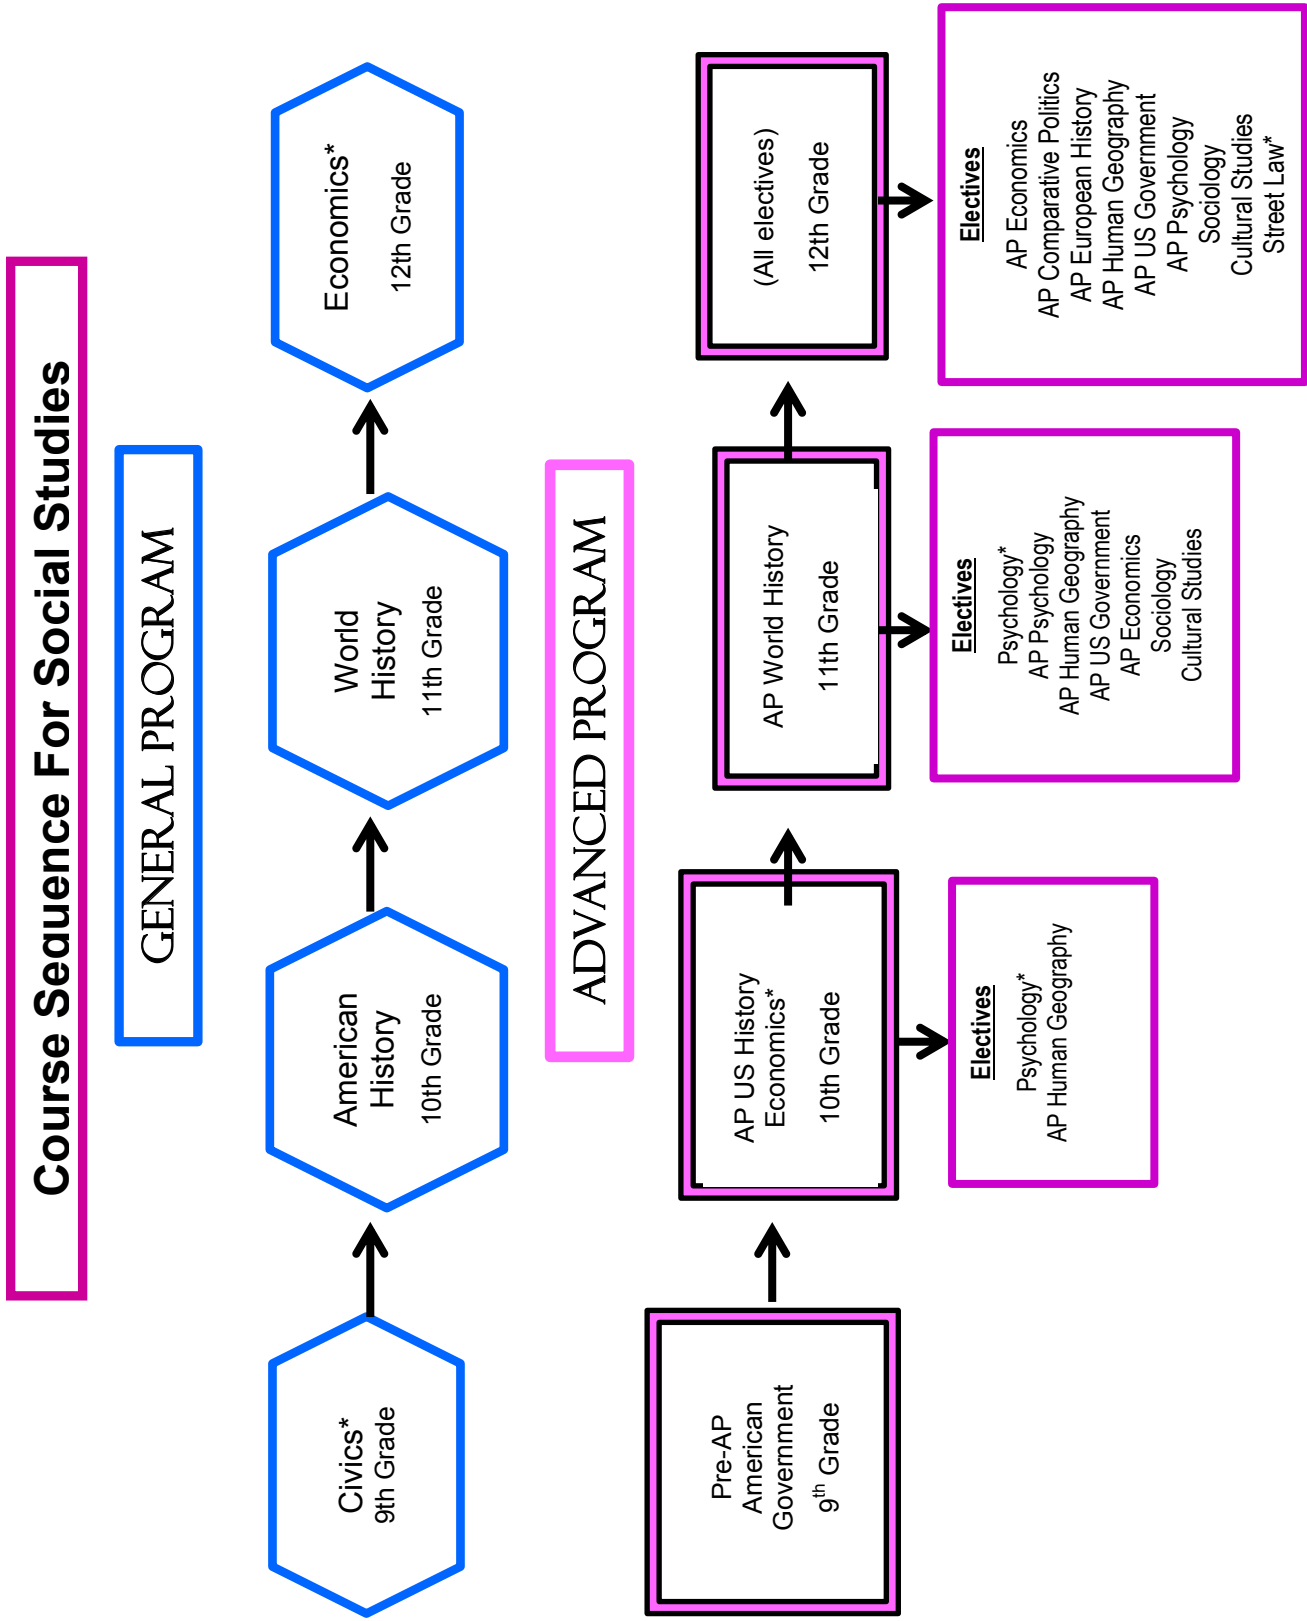 Course Sequence For Social Studies
GENERAL PROGRAM
Civics*
9th Grade
American
History
10th Grade
World
History
11th Grade
Economics*
12th Grade
ADVANCED PROGRAM
Pre-AP
American
Government
9th Grade
AP US History
Economics*
10th Grade
AP World History
11th Grade
(All electives)
12th Grade
Electives
Psychology*
AP Human Geography
Electives
Psychology*
AP Psychology
AP Human Geography
AP US Government
AP Economics
Sociology
Cultural Studies
Electives
AP Economics
AP Comparative Politics
AP European History
AP Human Geography
AP US Government
AP Psychology
Sociology
Cultural Studies
Street Law*